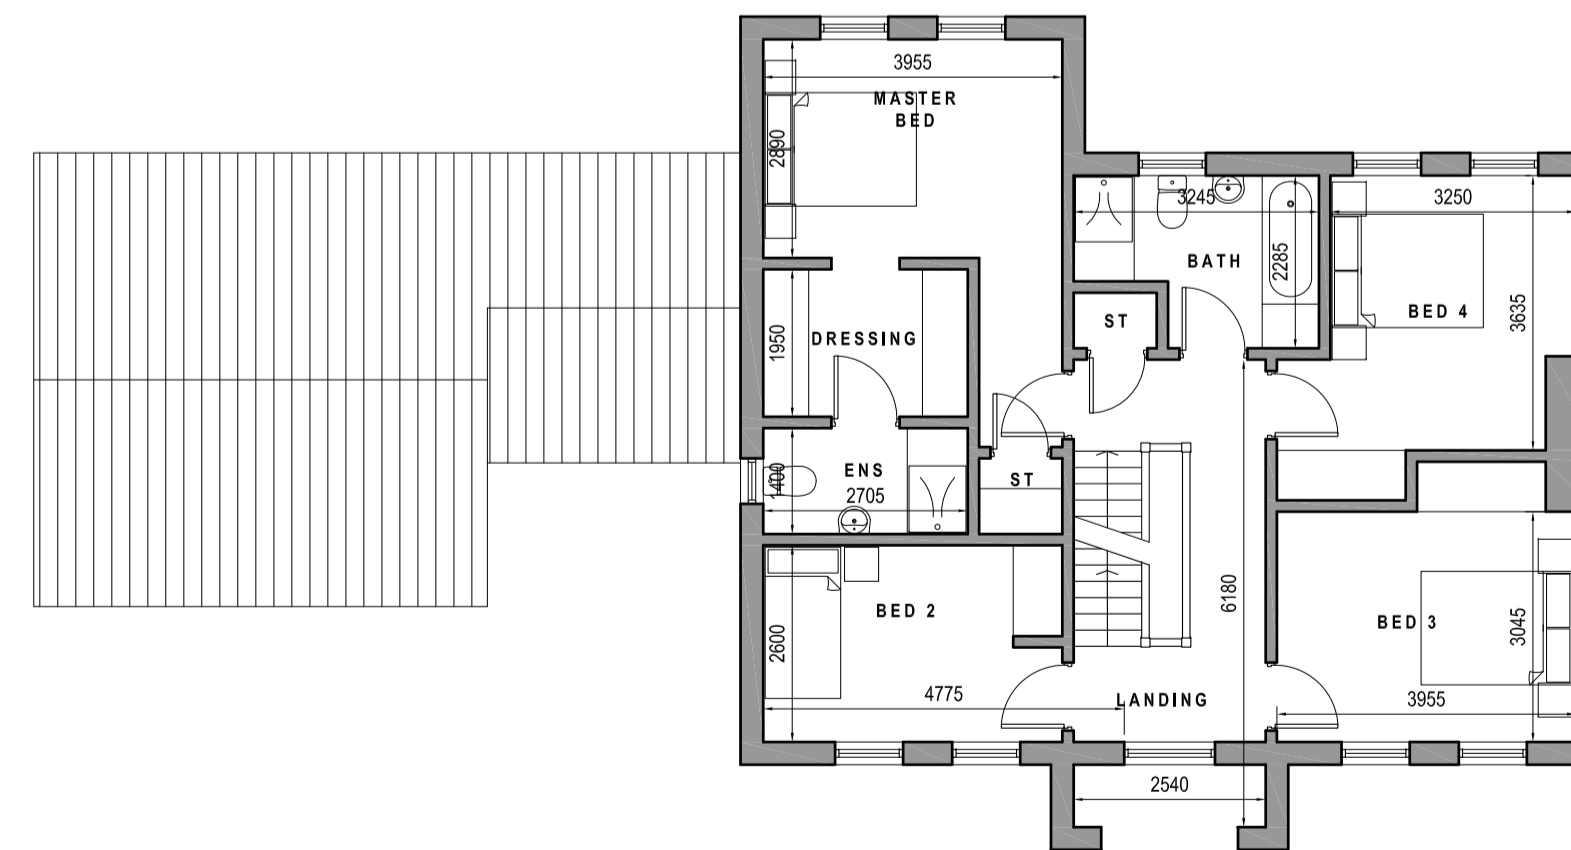 3955
MASTER
BED
2890
3245
3250
BATH
2285
BED 4
3635
ST
DRESSING
1950
ENS
1400
2705
ST
BED 2
2600
6180
BED 3
3045
4775
LANDING
3955
2540